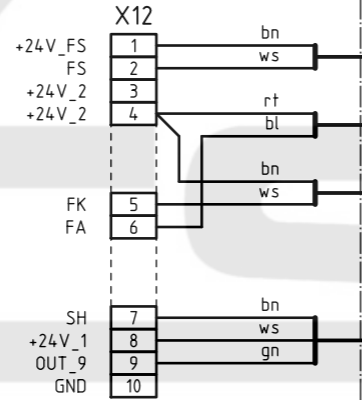 X12
+24V_FS 1 bn
FS 2 ws
+24V_2 3
+24V_2 4 rt
bl
bn
FK 5 ws
FA 6
SH 7 bn
+24V_1 8 ws
OUT_9 9 gn
GND 10